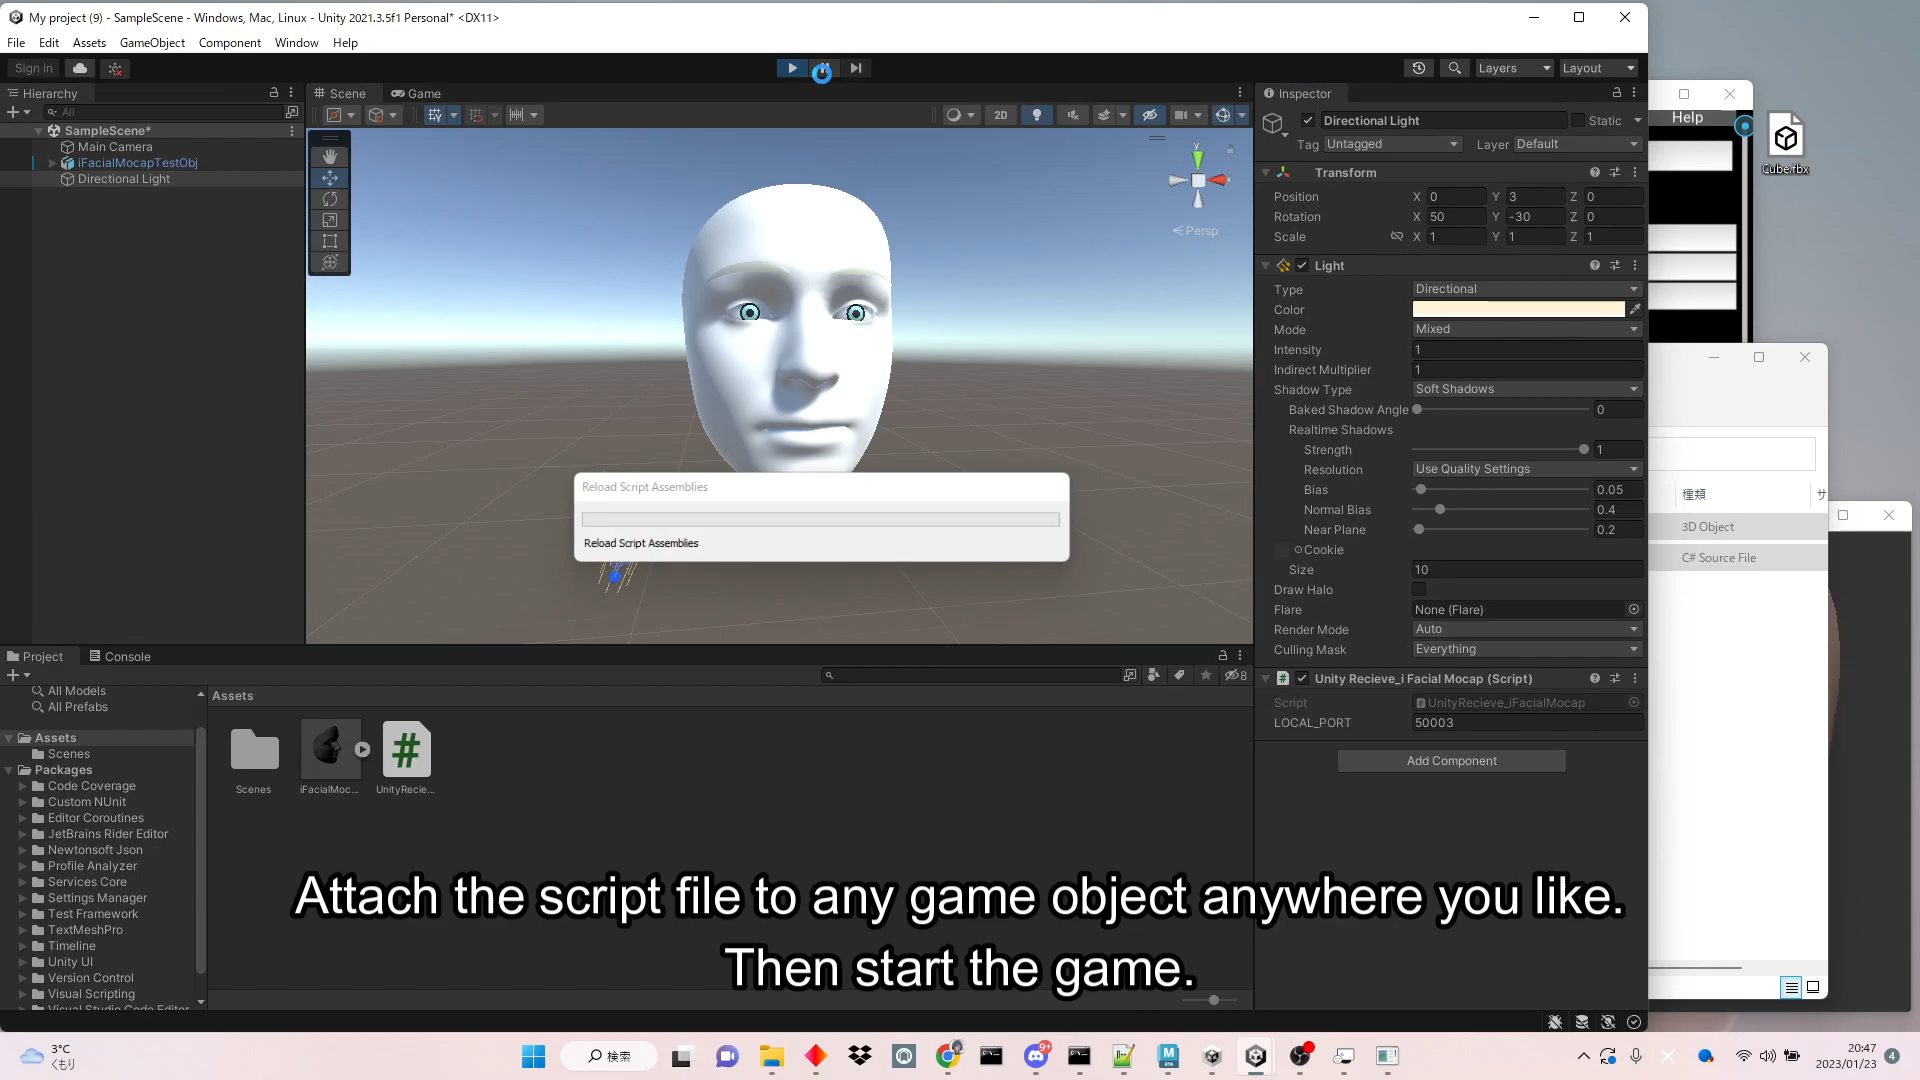 My project (9) - SampleScene - Windows, Mac, Linux - Unity 2021.3.5f1 Personal* <DX11>
File Edit Assets GameObject Component Window Help
Sign in
Layers
Layout
Hierarchy
All
SampleScene*
Main Camera
iFacialMocapTestObj
Directional Light
Scene
Game
2D
y
x
Persp
Reload Script Assemblies
Reload Script Assemblies
Inspector
Directional Light
Static
Tag Untagged
Layer Default
Transform
Position X 0 Y 3 Z 0
Rotation X 50 Y -30 Z 0
Scale X 1 Y 1 Z 1
Light
Type Directional
Color
Mode Mixed
Intensity 1
Indirect Multiplier 1
Shadow Type Soft Shadows
Baked Shadow Angle 0
Realtime Shadows
Strength 1
Resolution Use Quality Settings
Bias 0.05
Normal Bias 0.4
Near Plane 0.2
Cookie
Size 10
Draw Halo
Flare None (Flare)
Render Mode Auto
Culling Mask Everything
Unity Recieve_i Facial Mocap (Script)
Script UnityRecieve_iFacialMocap
LOCAL_PORT 50003
Add Component
Help
Cube.fbx
種類
サ
3D Object
C# Source File
Project
Console
8
All Models
All Prefabs
Assets
Scenes
Packages
Code Coverage
Custom NUnit
Editor Coroutines
JetBrains Rider Editor
Newtonsoft Json
Profile Analyzer
Services Core
Settings Manager
Test Framework
TextMeshPro
Timeline
Unity UI
Version Control
Visual Scripting
Visual Studio Code Editor
Assets
Scenes
iFacialMoc...
UnityRecie...
Attach the script file to any game object anywhere you like.
Then start the game.
3°C
くもり
検索
9+
20:47
2023/01/23
4